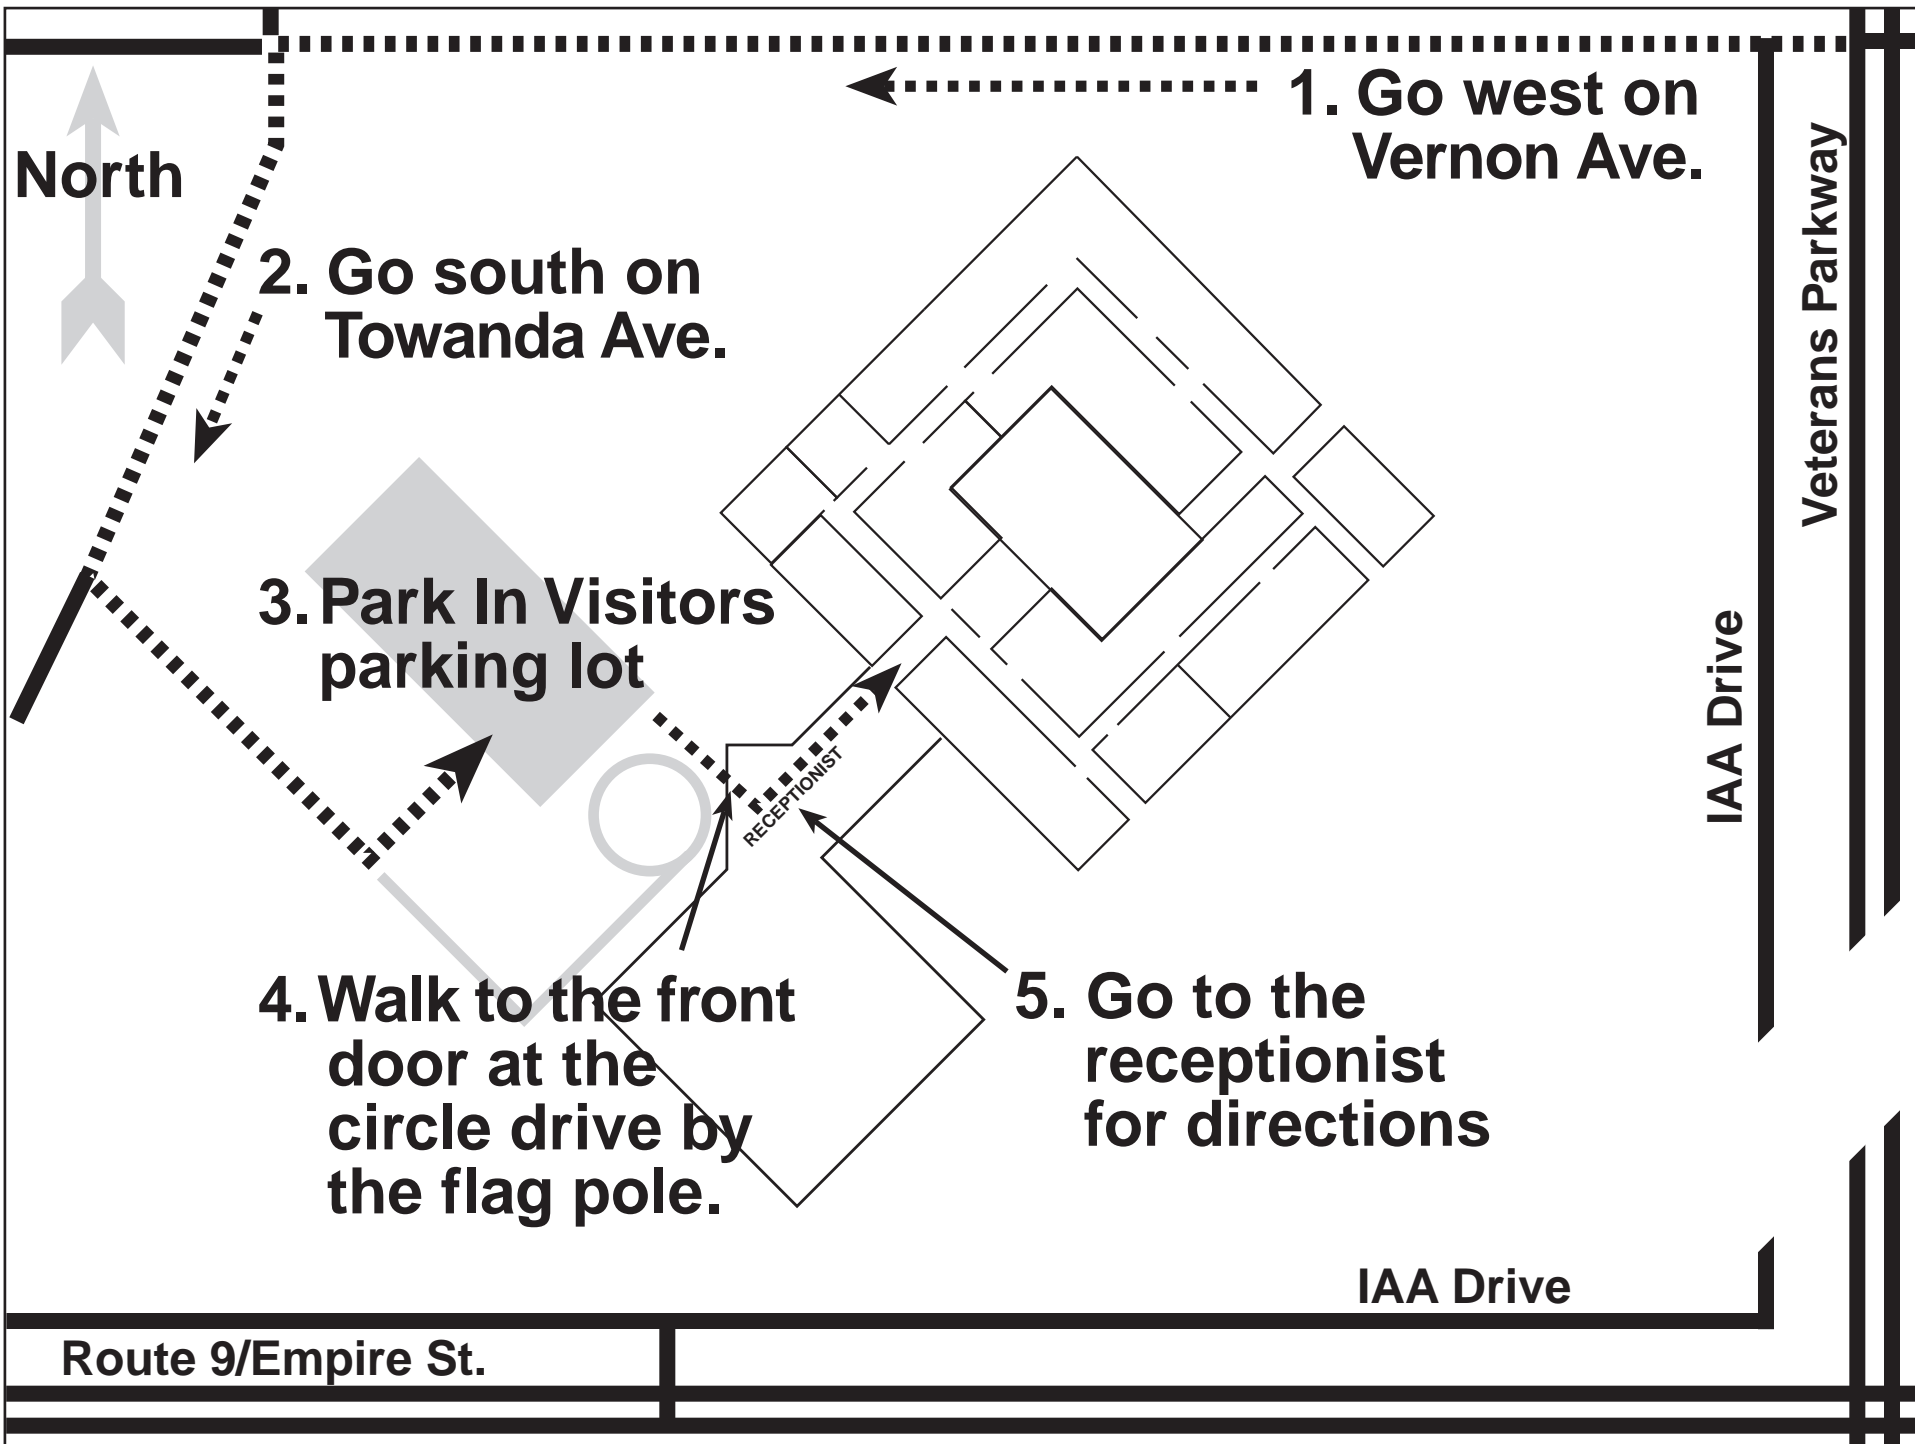 1. Go west on
Vernon Ave.
North
2. Go south on
Towanda Ave.
Veterans Parkway
3. Park In Visitors
parking lot
IAA Drive
RECEPTIONIST
4. Walk to the front
door at the
circle drive by
the flag pole.
5. Go to the
receptionist
for directions
IAA Drive
Route 9/Empire St.